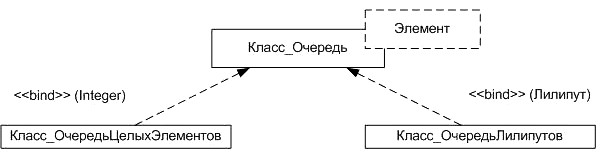 Элемент
Класс_Очередь
<<bind>> (Integer)
<<bind>> (Лилипут)
Класс_ОчередьЦелыхЭлементов
Класс_ОчередьЛилипутов